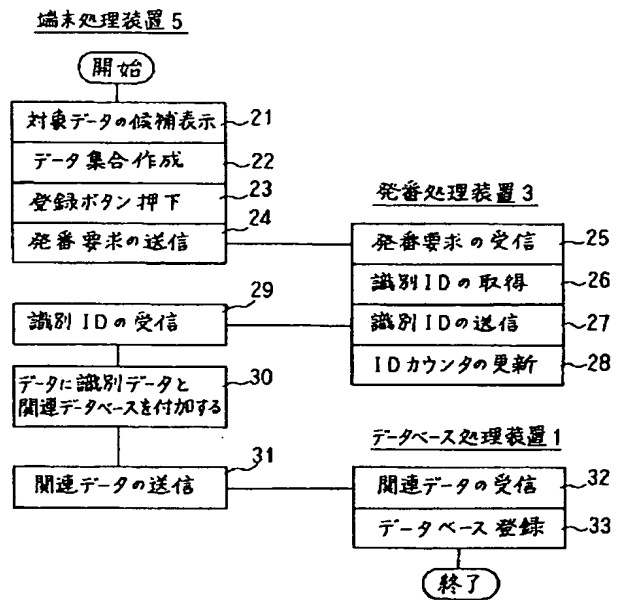 端末処理装置5
開始
対象データの候補表示 21
データ集合作成 22
登録ボタン押下 23
発番要求の送信 24
発番処理装置3
発番要求の受信 25
識別IDの取得 26
識別IDの送信 27
IDカウンタの更新 28
識別IDの受信 29
データに識別データと
関連データベースを付加する 30
関連データの送信 31
データベース処理装置1
関連データの受信 32
データベース登録 33
終了